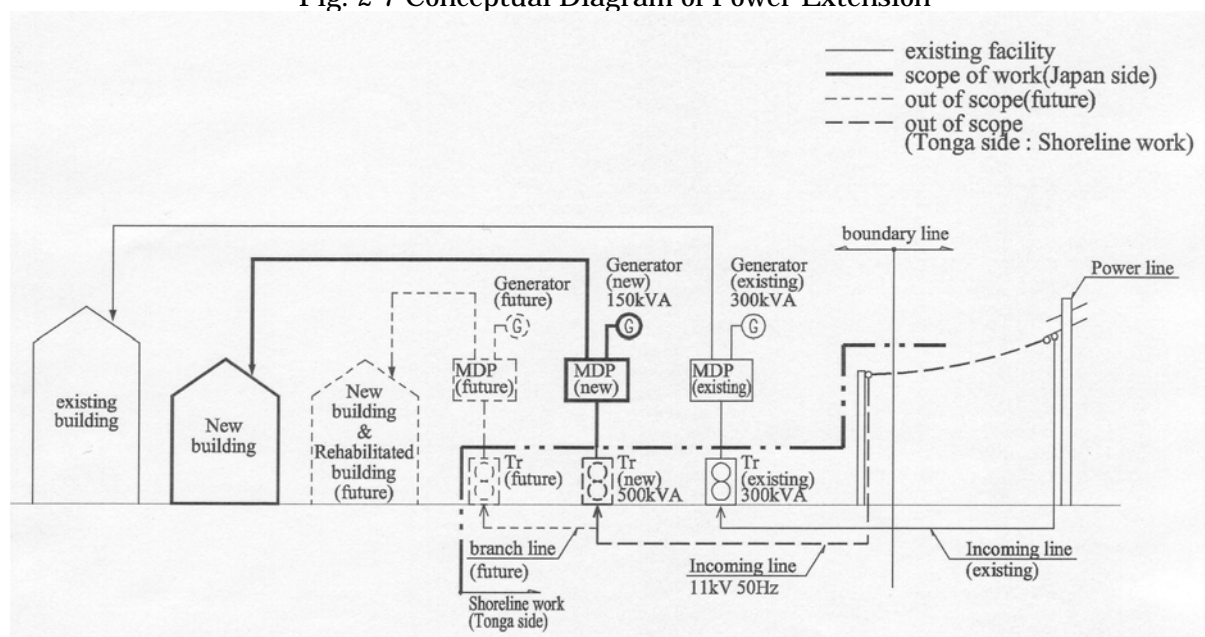 Fig. 2-7 Conceptual Diagram of Power Extension
existing facility
scope of work(Japan side)
out of scope(future)
out of scope
(Tonga side : Shoreline work)
boundary line
Power line
Generator
(future)
G
Generator
(new)
150kVA
G
Generator
(existing)
300kVA
G
MDP
(future)
MDP
(new)
MDP
(existing)
existing
building
New
building
New
building
&
Rehabilitated
building
(future)
Tr
(future)
Tr
(new)
500kVA
Tr
(existing)
300kVA
branch line
(future)
Incoming line
11kV 50Hz
Incoming line
(existing)
Shoreline work
(Tonga side)